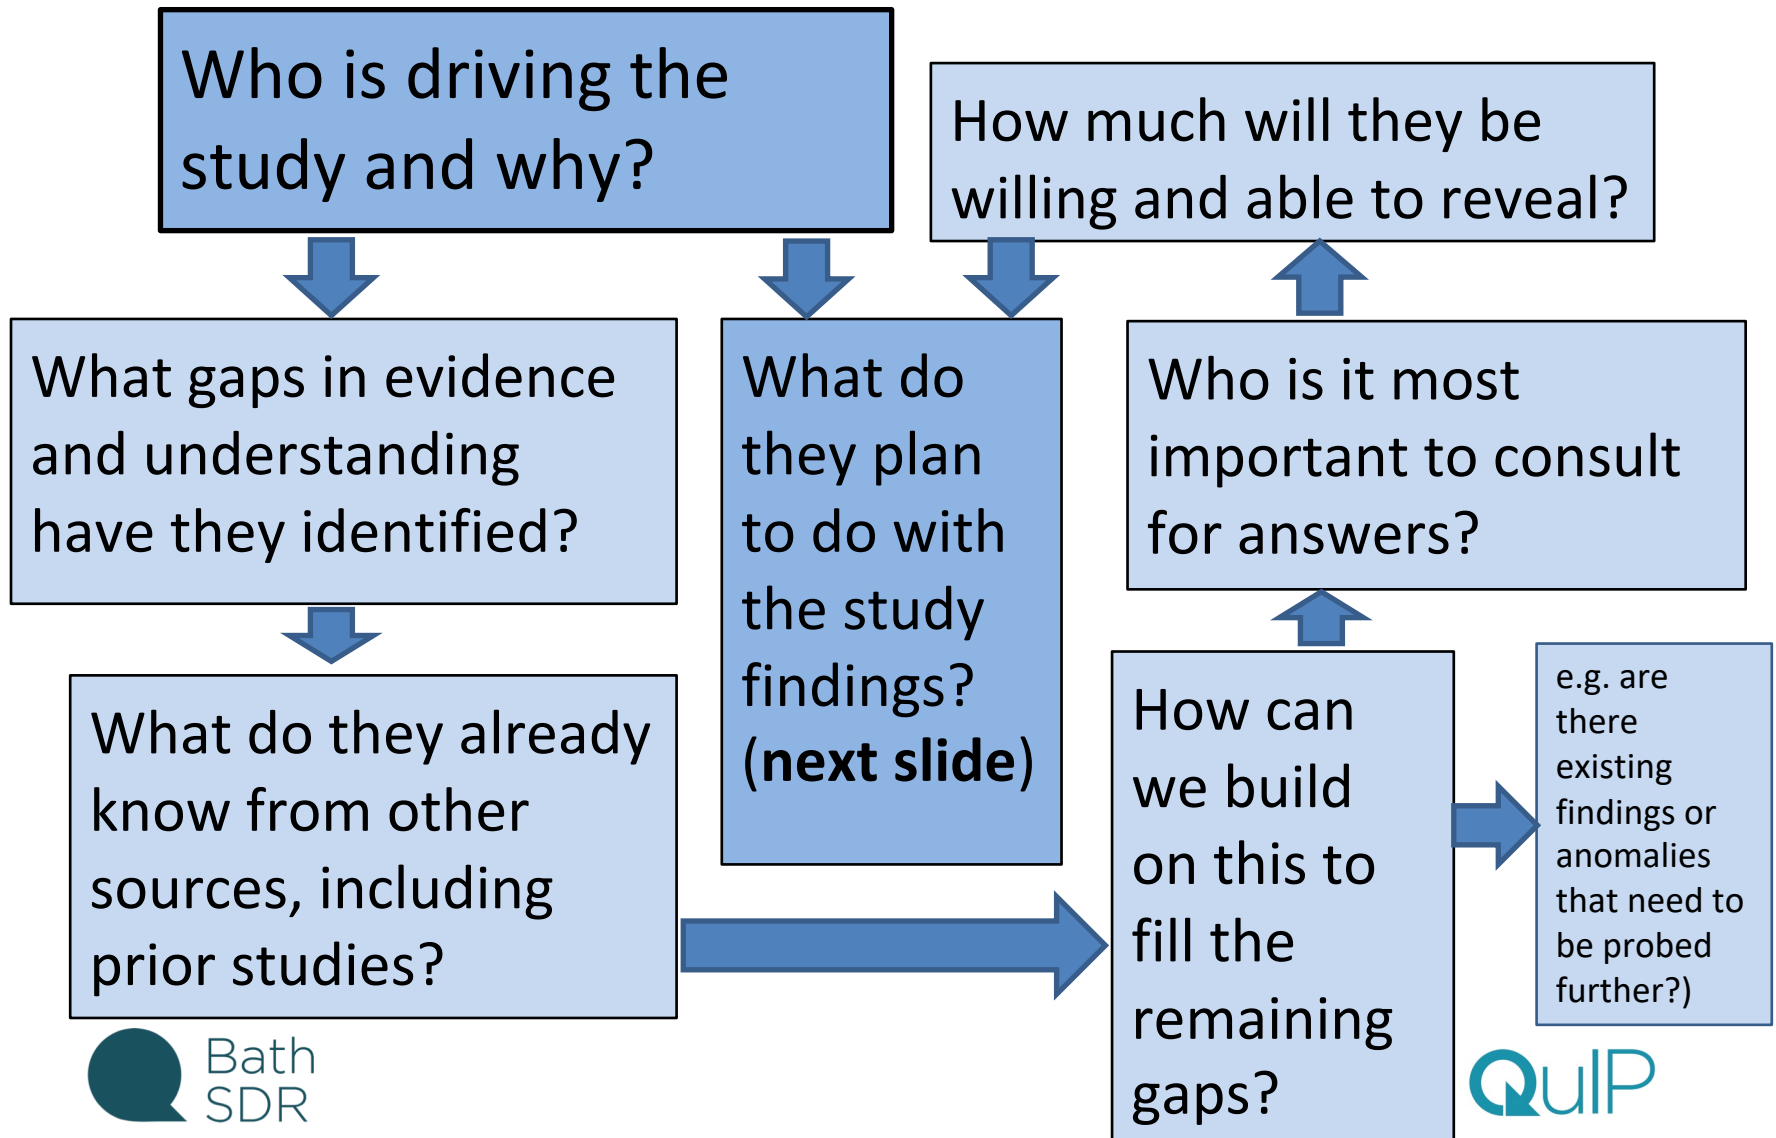 Who is driving the
study and why?
How much will they be
willing and able to reveal?
What gaps in evidence
and understanding
have they identified?
What do
they plan
to do with
the study
findings?
(next slide)
Who is it most
important to consult
for answers?
What do they already
know from other
sources, including
prior studies?
How can
we build
on this to
fill the
remaining
gaps?
e.g. are
there
existing
findings or
anomalies
that need to
be probed
further?)
Bath
SDR
QuIP